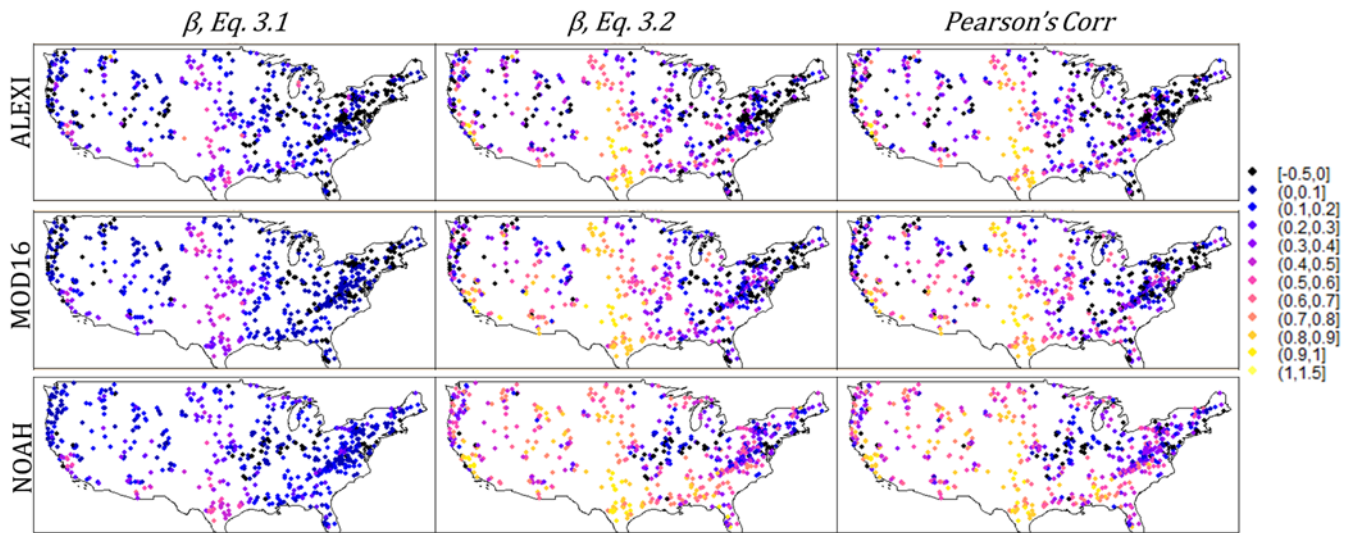 β, Eq. 3.1
β, Eq. 3.2
Pearson's Corr
ALEXI
MOD16
NOAH
[-0.5,0]
(0,0.1]
(0.1,0.2]
(0.2,0.3]
(0.3,0.4]
(0.4,0.5]
(0.5,0.6]
(0.6,0.7]
(0.7,0.8]
(0.8,0.9]
(0.9,1]
(1,1.5]